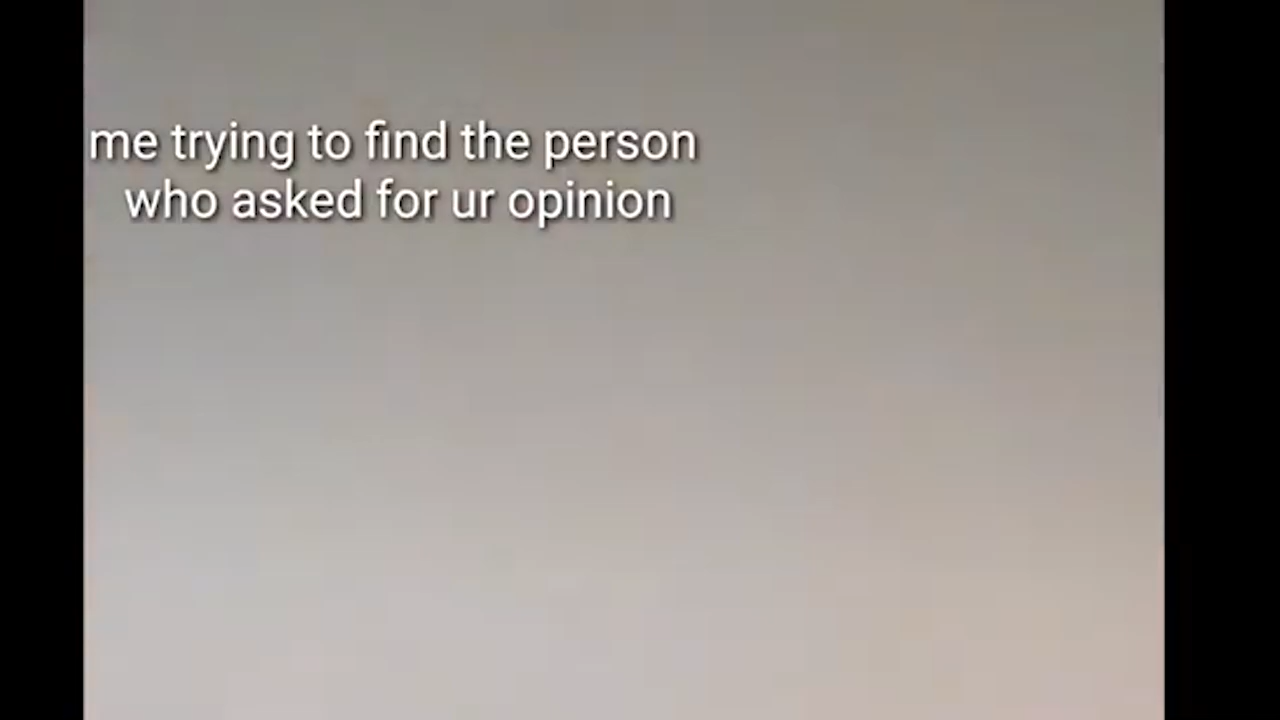 me trying to find the person
who asked for ur opinion